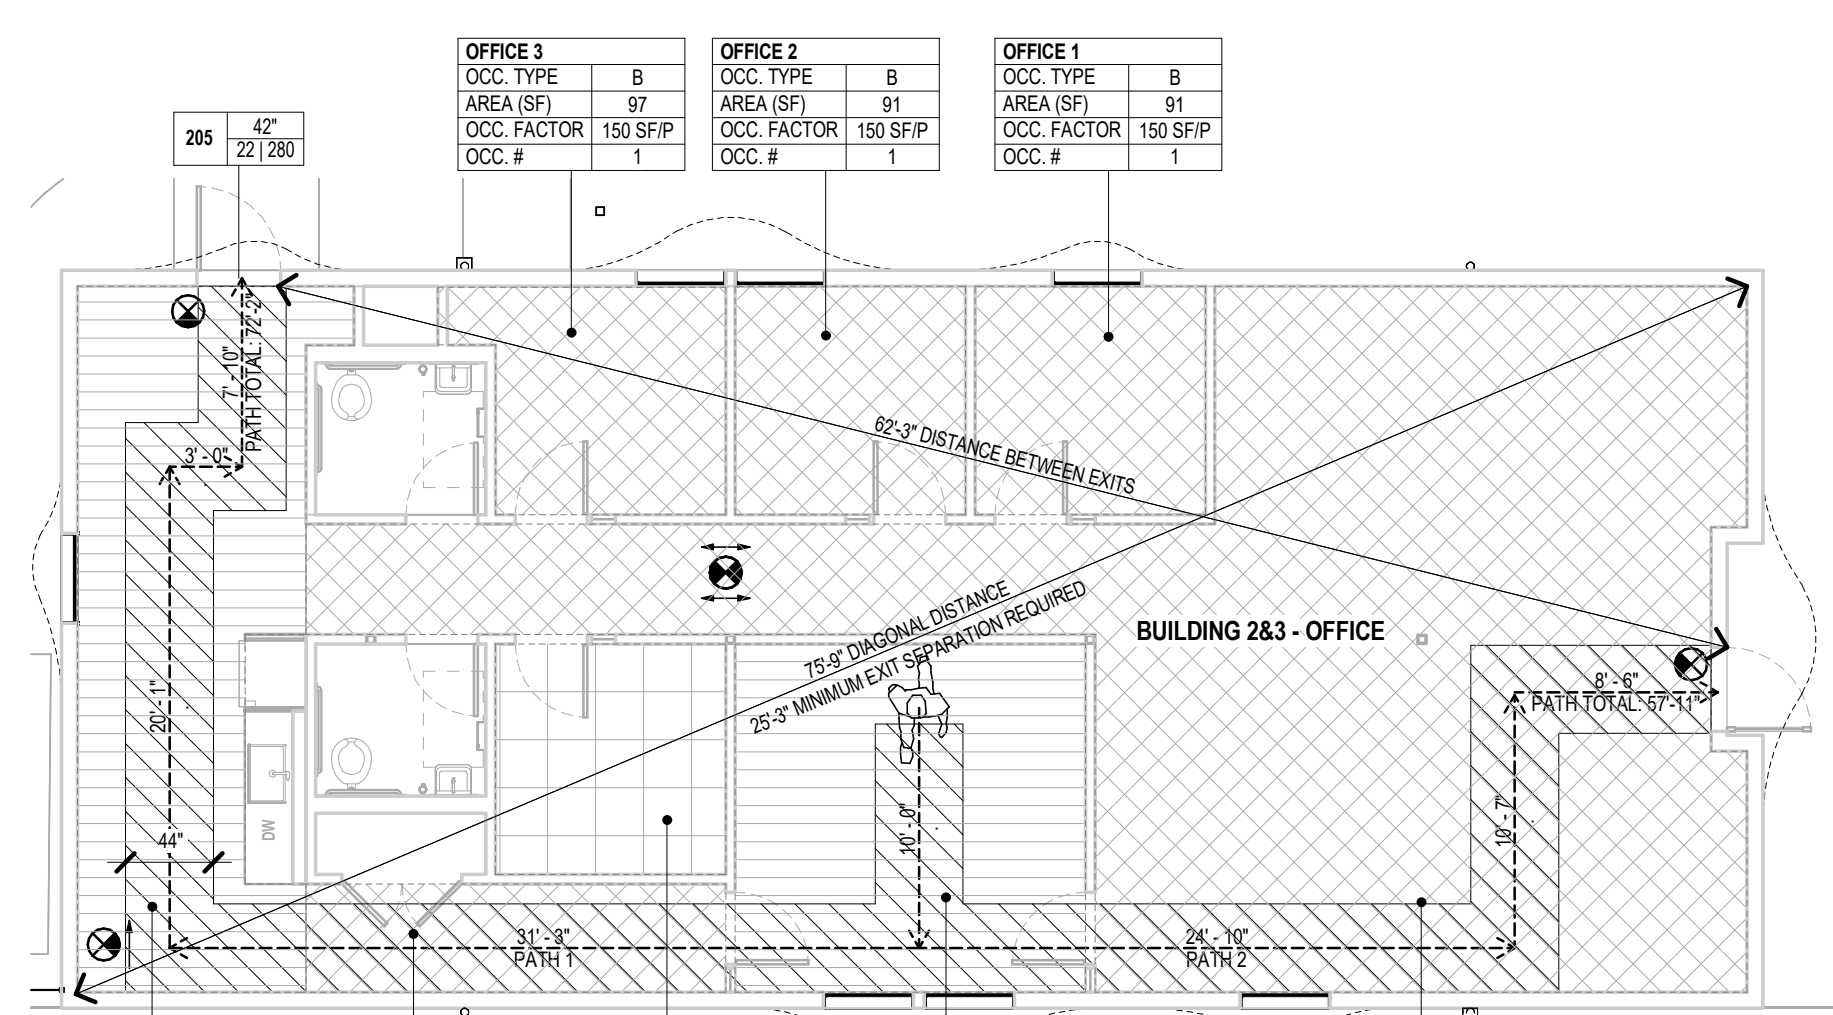 OFFICE 3
OCC. TYPE B
AREA (SF) 97
OCC. FACTOR 150 SF/P
OCC. # 1
OFFICE 2
OCC. TYPE B
AREA (SF) 91
OCC. FACTOR 150 SF/P
OCC. # 1
OFFICE 1
OCC. TYPE B
AREA (SF) 91
OCC. FACTOR 150 SF/P
OCC. # 1
205
42"
22 | 280
7' - 10"
PATH TOTAL: 72'-2"
3' - 0"
62'-3" DISTANCE BETWEEN EXITS
75'-9" DIAGONAL DISTANCE
25'-3" MINIMUM EXIT SEPARATION REQUIRED
BUILDING 2&3 - OFFICE
8' - 6"
PATH TOTAL: 57'-11"
20' - 1"
DW
44"
10' - 0"
10' - 7"
31' - 3"
PATH 1
24' - 10"
PATH 2